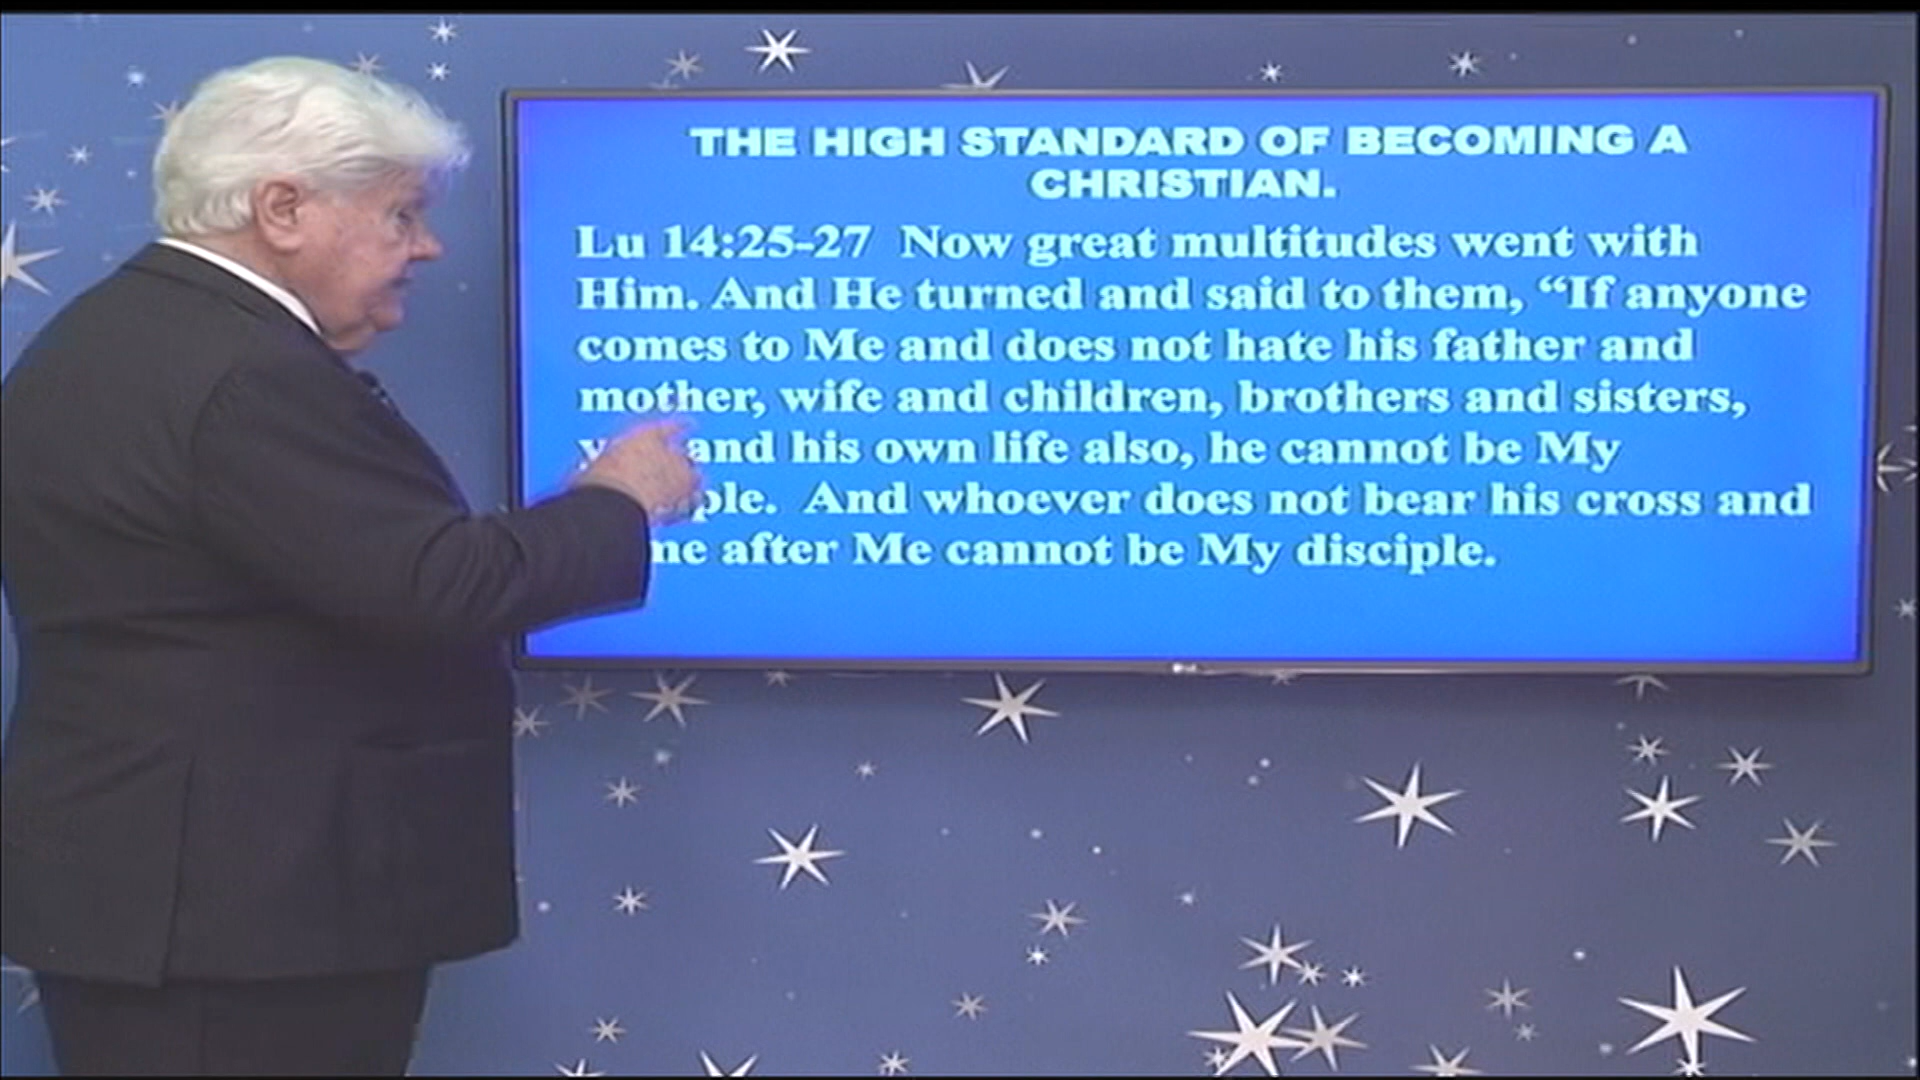 THE HIGH STANDARD OF BECOMING A
CHRISTIAN.
Lu 14:25-27 Now great multitudes went with
Him. And He turned and said to them, “If anyone
comes to Me and does not hate his father and
mother, wife and children, brothers and sisters,
and his own life also, he cannot be My
And whoever does not bear his cross and
after Me cannot be My disciple.
LG